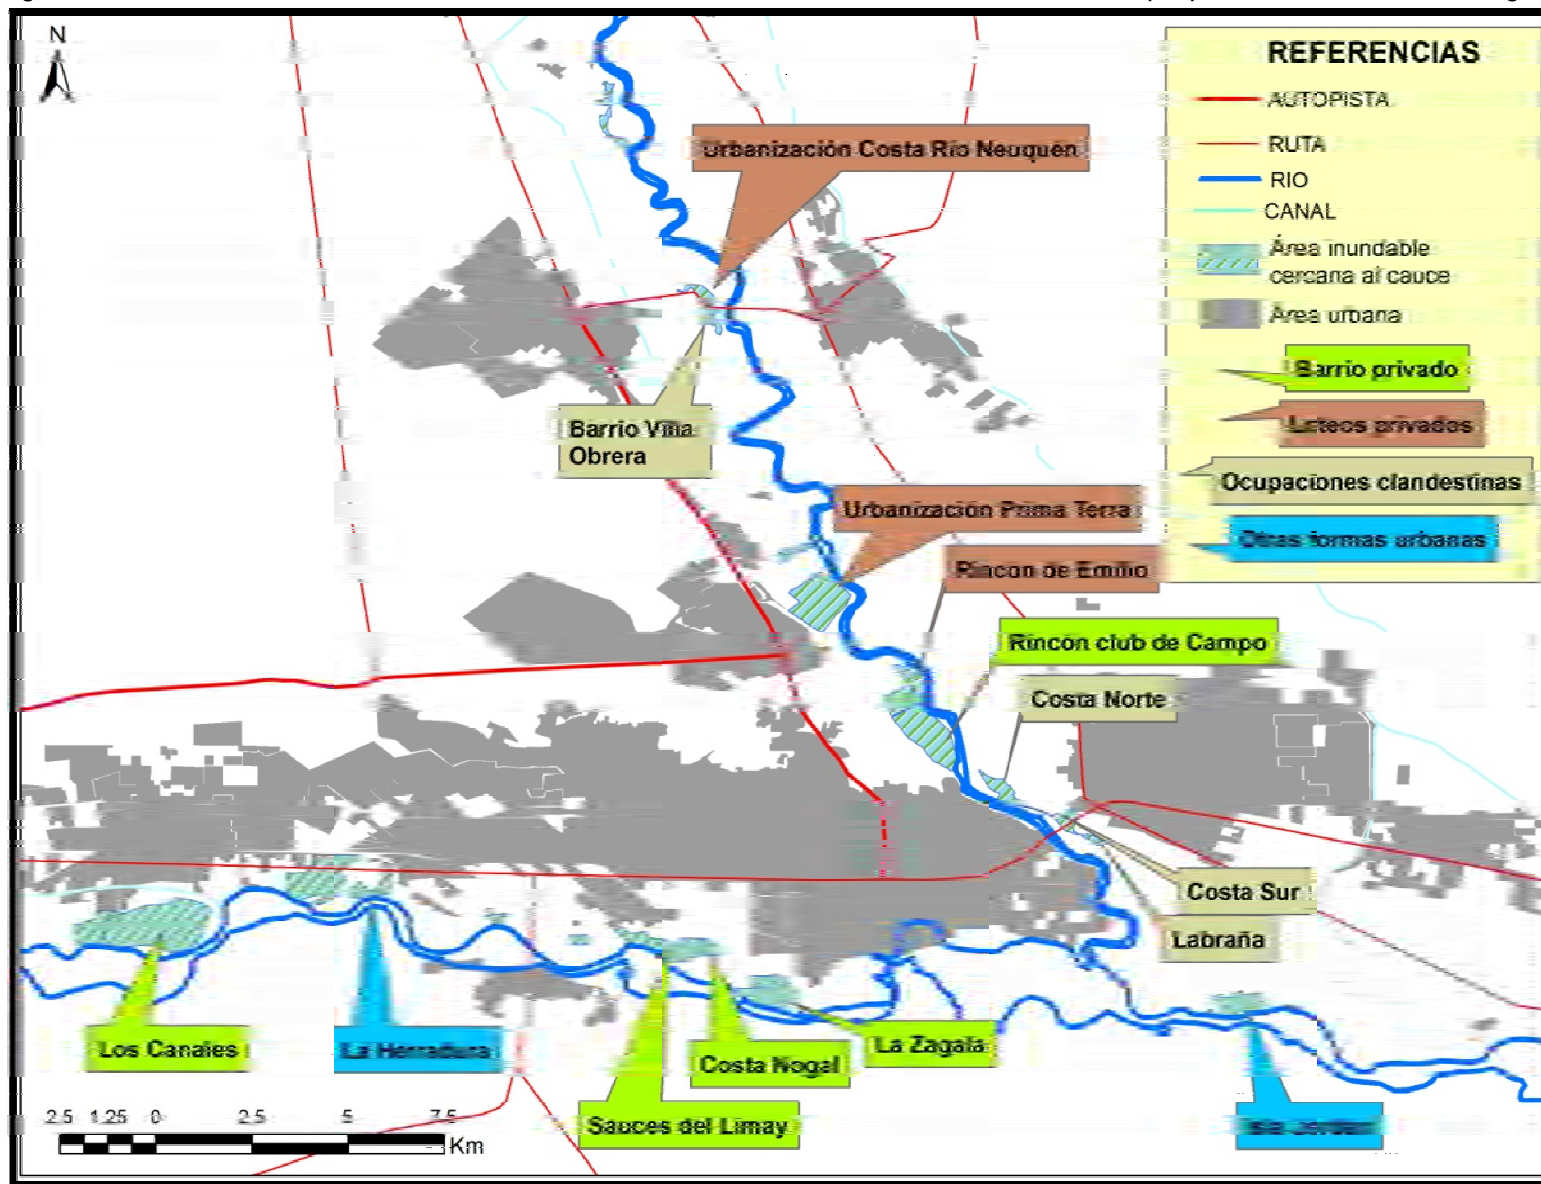 N
REFERENCIAS
AUTOPISTA
RUTA
RIO
CANAL
Área inundable
cercana al cauce
Área urbana
Barrio privado
Loteos privados
Ocupaciones clandestinas
Otras formas urbanas
Urbanización Costa Río Neuquén
Barrio Villa
Obrera
Urbanización Prima Terra
Rincon de Emilio
Rincón club de Campo
Costa Norte
Costa Sur
Labraña
Los Canales
La Herradura
La Zagala
Costa Nogal
Sauces del Limay
Isla Jordan
2.5 1.25 0 2.5 5 7.5
Km